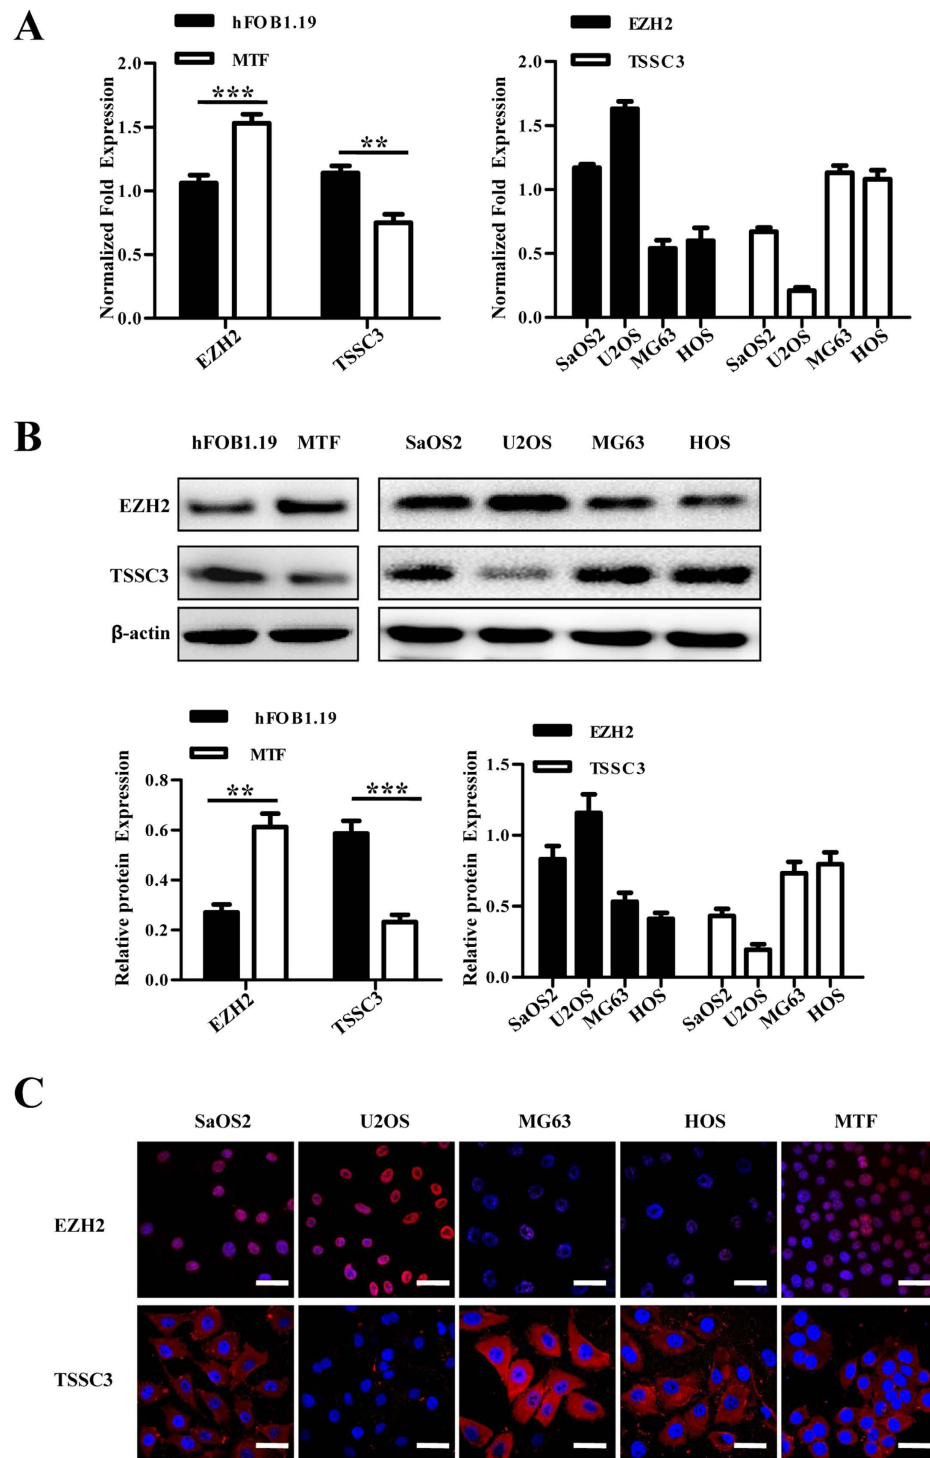 A
hFOB1.19
MTF
Normalized Fold Expression
2.0
1.5
1.0
0.5
0.0
***
**
EZH2
TSSC3
EZH2
TSSC3
Normalized Fold Expression
2.0
1.5
1.0
0.5
0.0
SaOS2
U2OS
MG63
HOS
SaOS2
U2OS
MG63
HOS
B
hFOB1.19 MTF SaOS2 U2OS MG63 HOS
EZH2
TSSC3
β-actin
hFOB1.19
MTF
Relative protein Expression
0.8
0.6
0.4
0.2
0.0
**
***
EZH2
TSSC3
EZH2
TSSC3
Relative protein Expression
1.5
1.0
0.5
0.0
SaOS2
U2OS
MG63
HOS
SaOS2
U2OS
MG63
HOS
C
SaOS2 U2OS MG63 HOS MTF
EZH2
TSSC3